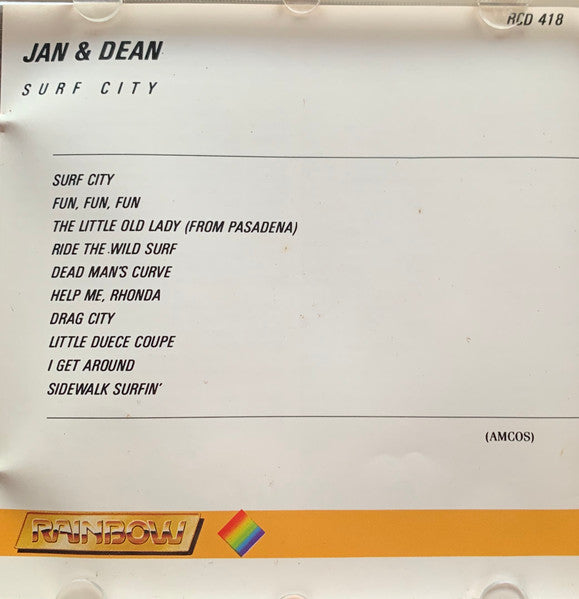 RCD 418
JAN & DEAN
SURF CITY
SURF CITY
FUN, FUN, FUN
THE LITTLE OLD LADY (FROM PASADENA)
RIDE THE WILD SURF
DEAD MAN'S CURVE
HELP ME, RHONDA
DRAG CITY
LITTLE DUECE COUPE
I GET AROUND
SIDEWALK SURFIN'
(AMCOS)
RAINBOW